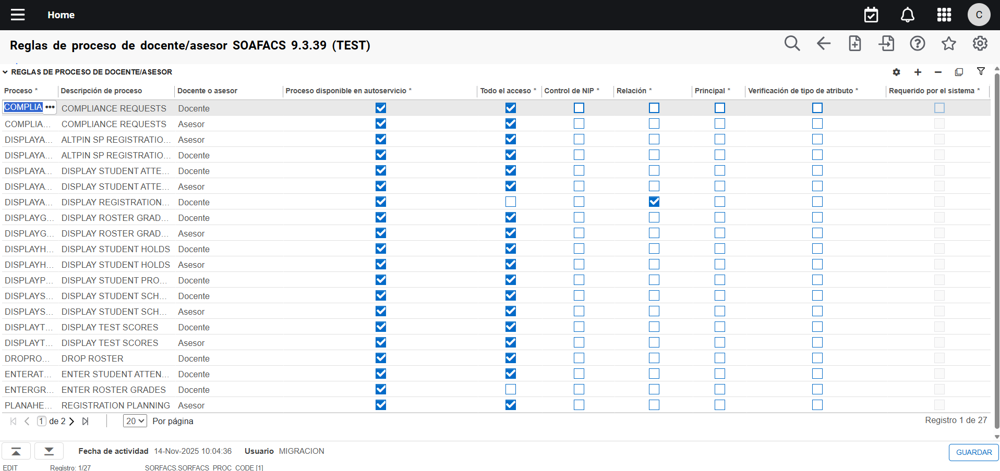 Home
C
Reglas de proceso de docente/asesor SOAFACS 9.3.39 (TEST)
REGLAS DE PROCESO DE DOCENTE/ASESOR
Proceso * Descripción de proceso Docente o asesor Proceso disponible en autoservicio * Todo el acceso * Control de NIP * Relación * Principal * Verificación de tipo de atributo * Requerido por el sistema *
COMPLIA ••• COMPLIANCE REQUESTS Docente
COMPLIA... COMPLIANCE REQUESTS Asesor
DISPLAYA... ALTPIN SP REGISTRATIO... Asesor
DISPLAYA... ALTPIN SP REGISTRATIO... Docente
DISPLAYA... DISPLAY STUDENT ATTE... Docente
DISPLAYA... DISPLAY STUDENT ATTE... Asesor
DISPLAYA... DISPLAY REGISTRATION... Docente
DISPLAYG... DISPLAY ROSTER GRAD... Docente
DISPLAYG... DISPLAY ROSTER GRAD... Asesor
DISPLAYH... DISPLAY STUDENT HOLDS Docente
DISPLAYH... DISPLAY STUDENT HOLDS Asesor
DISPLAYP... DISPLAY STUDENT PRO... Docente
DISPLAYS... DISPLAY STUDENT SCH... Docente
DISPLAYS... DISPLAY STUDENT SCH... Asesor
DISPLAYT... DISPLAY TEST SCORES Docente
DISPLAYT... DISPLAY TEST SCORES Asesor
DROPRO... DROP ROSTER Docente
ENTERAT... ENTER STUDENT ATTEN... Docente
ENTERGR... ENTER ROSTER GRADES Docente
PLANAHE... REGISTRATION PLANNING Asesor
1 de 2 20 Por página Registro 1 de 27
Fecha de actividad 14-Nov-2025 10:04:36 Usuario MIGRACION GUARDAR
EDIT Registro: 1/27 SORFACS.SORFACS_PROC_CODE [1]